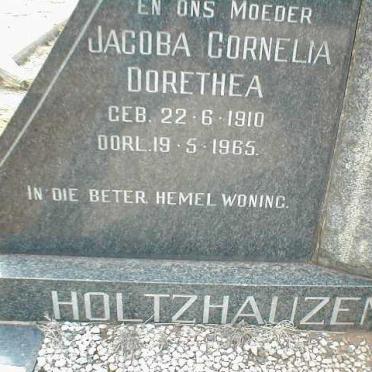 EN ONS MOEDER
JACOBA CORNELIA
DORETHEA
GEB. 22·6·1910
OORL. 19·5·1965.
IN DIE BETER HEMEL WONING.
HOLTZHAUZEN